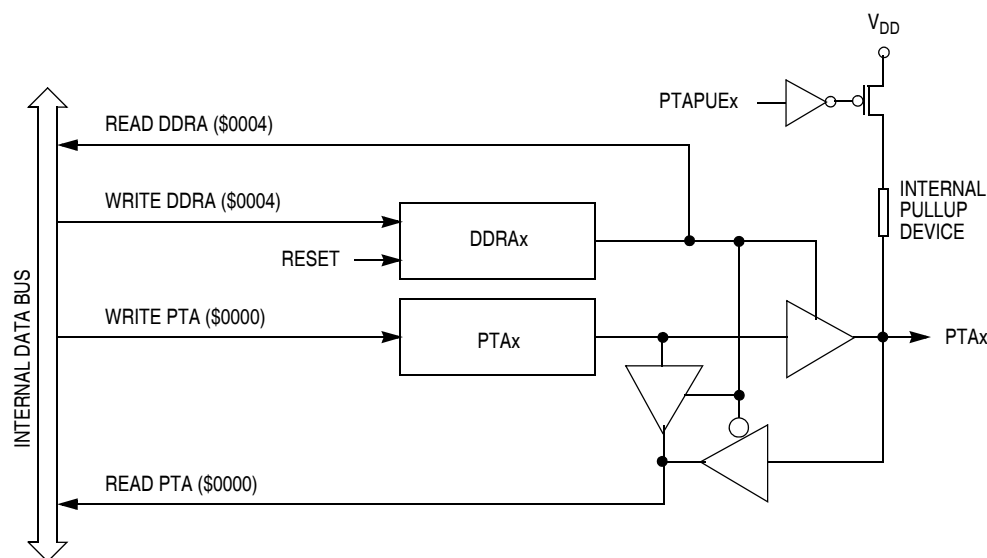 VDD
PTAPUEx
READ DDRA ($0004)
WRITE DDRA ($0004)
INTERNAL
PULLUP
DEVICE
DDRAx
RESET
WRITE PTA ($0000)
PTAx
PTAx
INTERNAL DATA BUS
READ PTA ($0000)